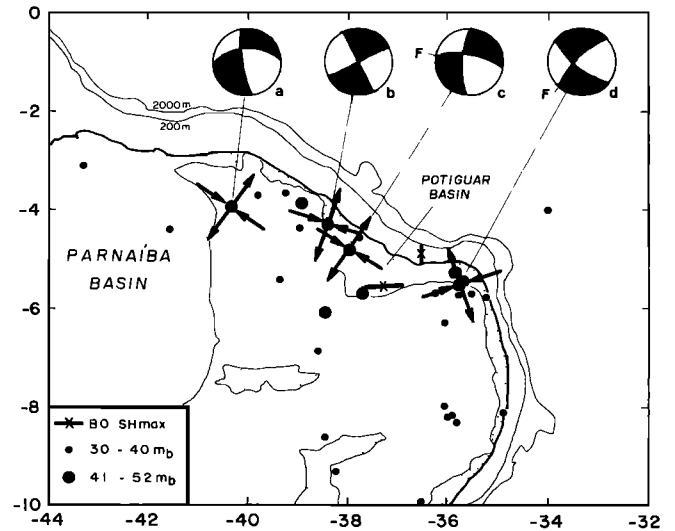 0
-2
-4
-6
-8
-10
a
b
F
c
F
d
2000m
200m
POTIGUAR
BASIN
PARNAÍBA
BASIN
BO SHmax
30 - 40 mb
41 - 52 mb
-44
-42
-40
-38
-36
-34
-32